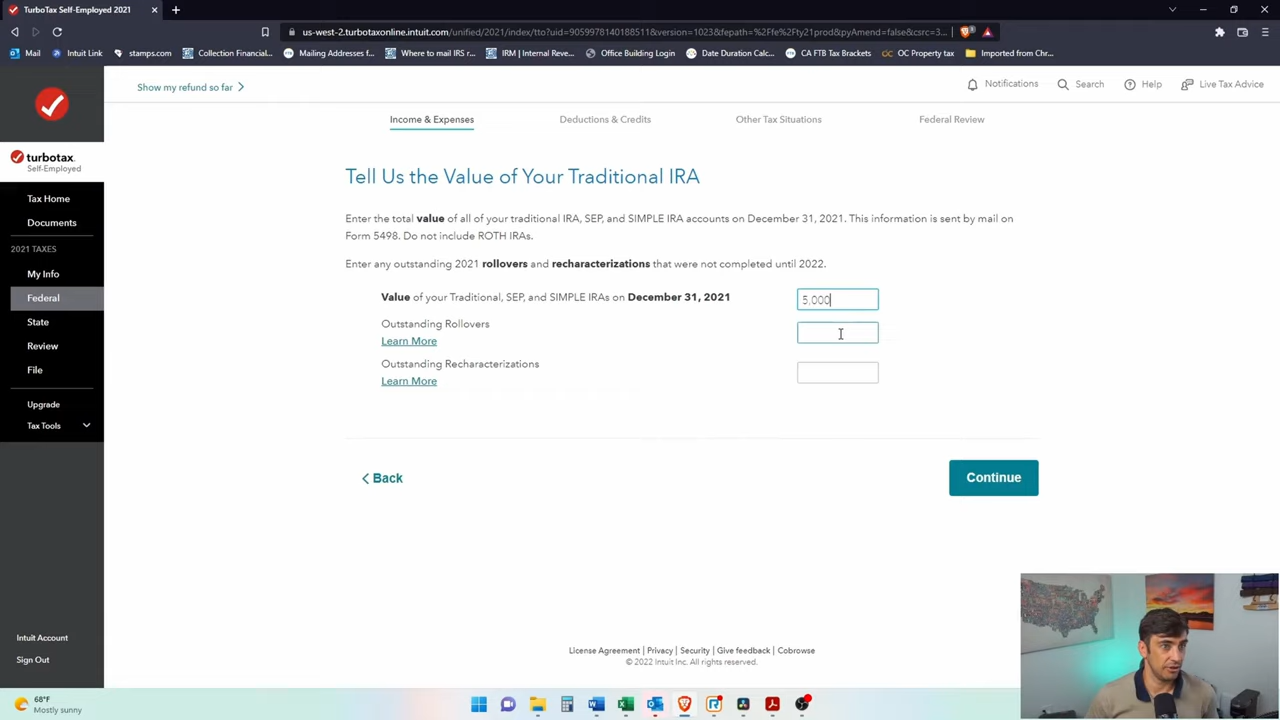 TurboTax Self-Employed 2021
us-west-2.turbotaxonline.intuit.com/unified/2021/index/tto?uid=9059978140188511&version=1023&fepath=%2Ffe%2Fty21prod&pyAmend=false&csrc=3...
Mail
Intuit Link
stamps.com
Collection Financial...
Mailing Addresses f...
Where to mail IRS r...
IRM | Internal Reve...
Office Building Login
Date Duration Calc...
CA FTB Tax Brackets
OC Property tax
Imported from Chr...
Show my refund so far
Notifications
Search
Help
Live Tax Advice
Income & Expenses
Deductions & Credits
Other Tax Situations
Federal Review
turbotax
Self-Employed
Tax Home
Documents
2021 TAXES
My Info
Federal
State
Review
File
Upgrade
Tax Tools
Intuit Account
Sign Out
Tell Us the Value of Your Traditional IRA
Enter the total value of all of your traditional IRA, SEP, and SIMPLE IRA accounts on December 31, 2021. This information is sent by mail on
Form 5498. Do not include ROTH IRAs.
Enter any outstanding 2021 rollovers and recharacterizations that were not completed until 2022.
Value of your Traditional, SEP, and SIMPLE IRAs on December 31, 2021
5,000
Outstanding Rollovers
Learn More
Outstanding Recharacterizations
Learn More
Back
Continue
License Agreement | Privacy | Security | Give feedback | Cobrowse
© 2022 Intuit Inc. All rights reserved.
68°F
Mostly sunny